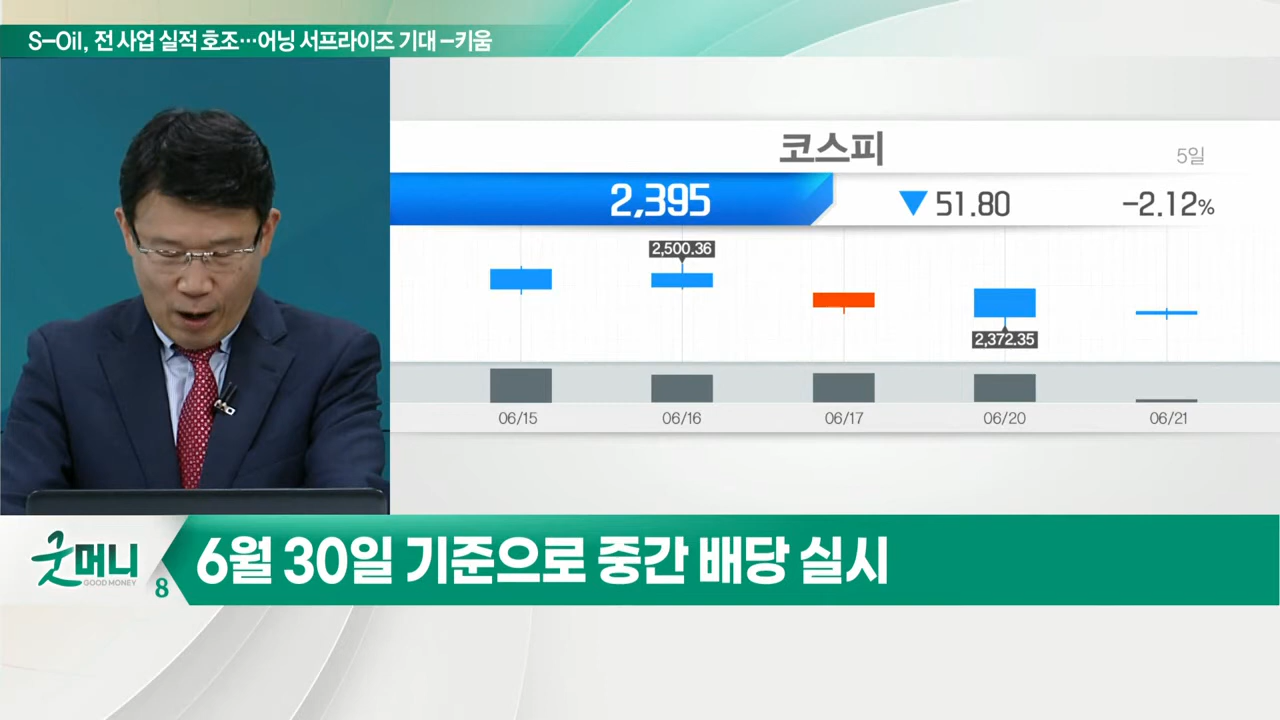 S-Oil, 전 사업 실적 호조…어닝 서프라이즈 기대 -키움
코스피
5일
2,395 ▼ 51.80 -2.12%
2,500.36
2,372.35
06/15 06/16 06/17 06/20 06/21
굿머니
GOOD MONEY
8
6월 30일 기준으로 중간 배당 실시